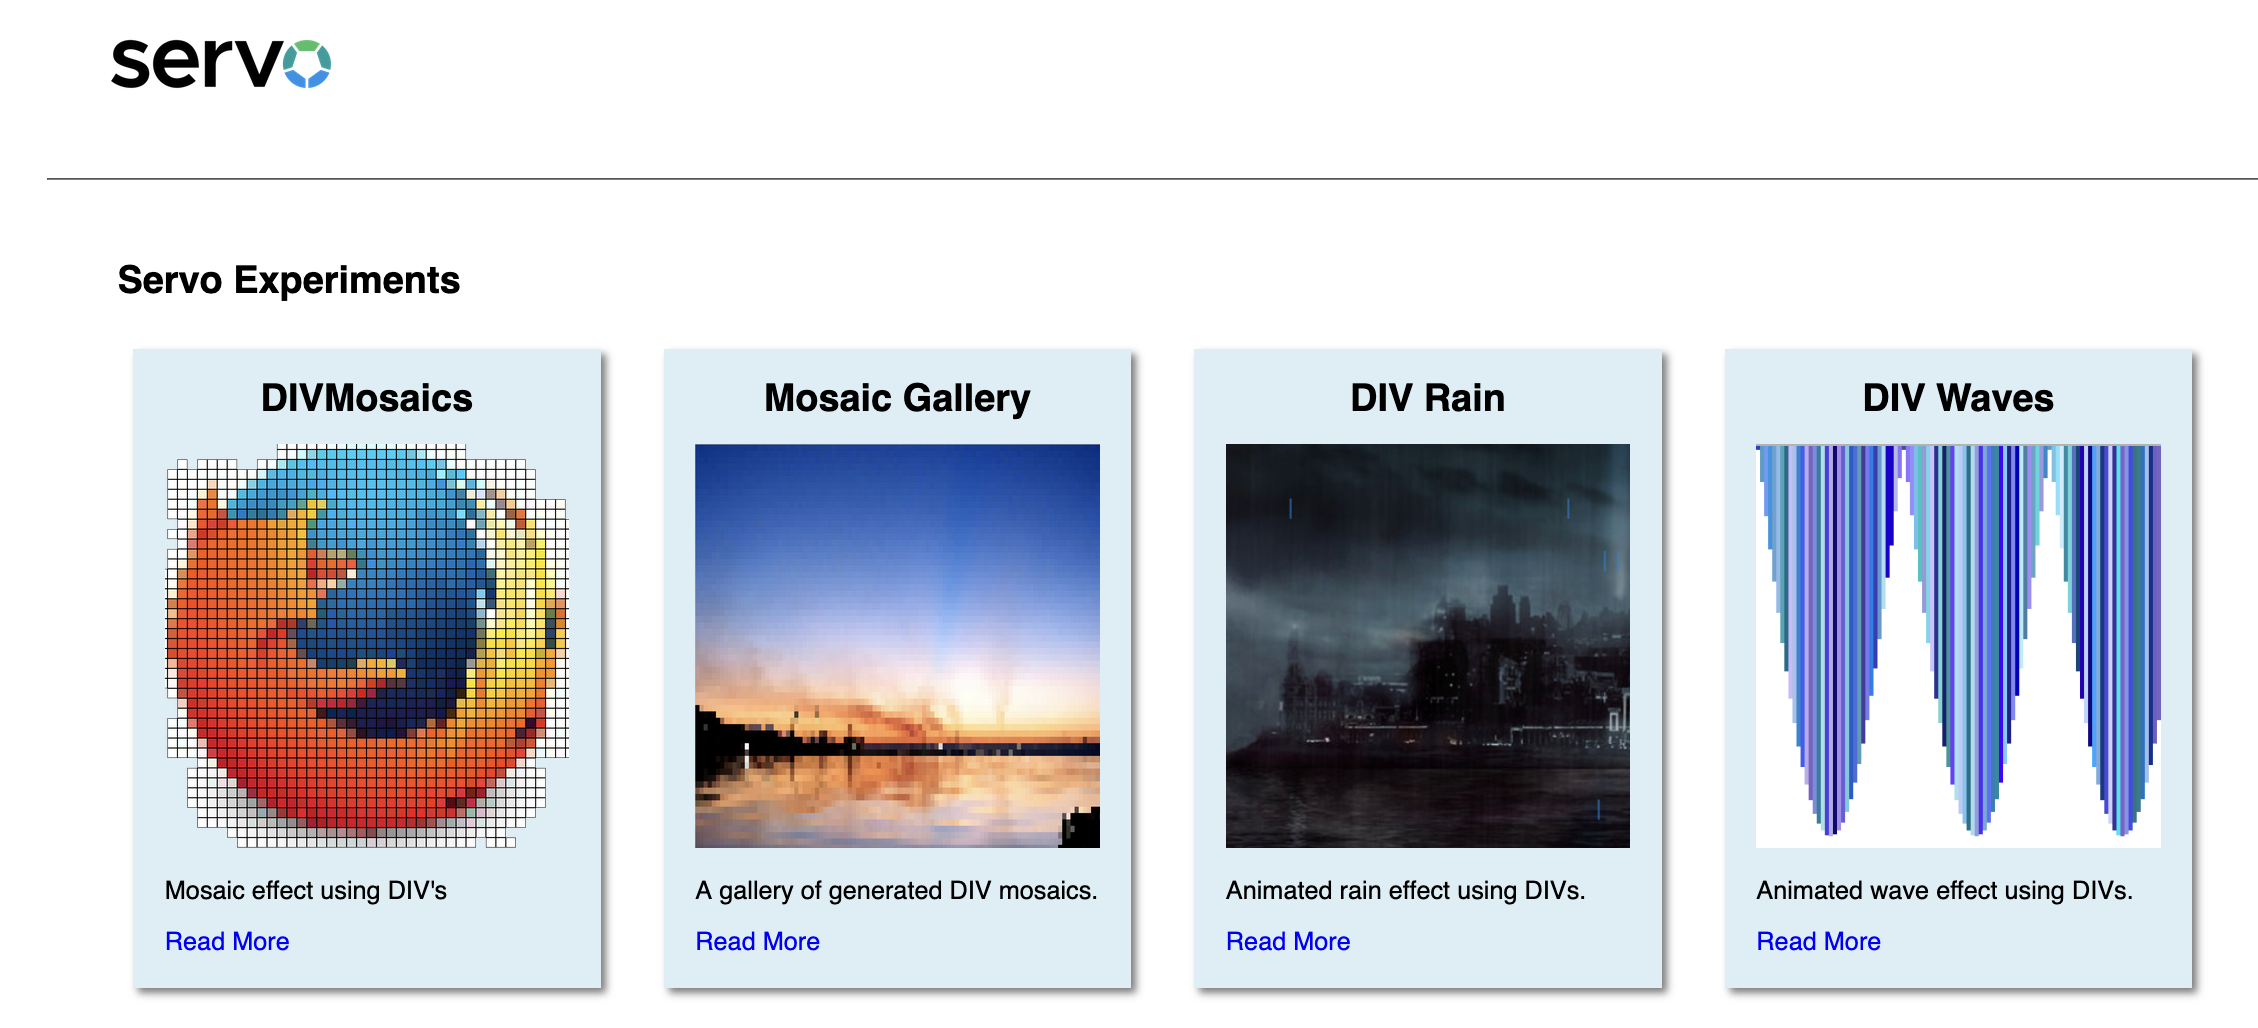 servo
Servo Experiments
DIVMosaics
Mosaic effect using DIV's
Read More
Mosaic Gallery
A gallery of generated DIV mosaics.
Read More
DIV Rain
Animated rain effect using DIVs.
Read More
DIV Waves
Animated wave effect using DIVs.
Read More